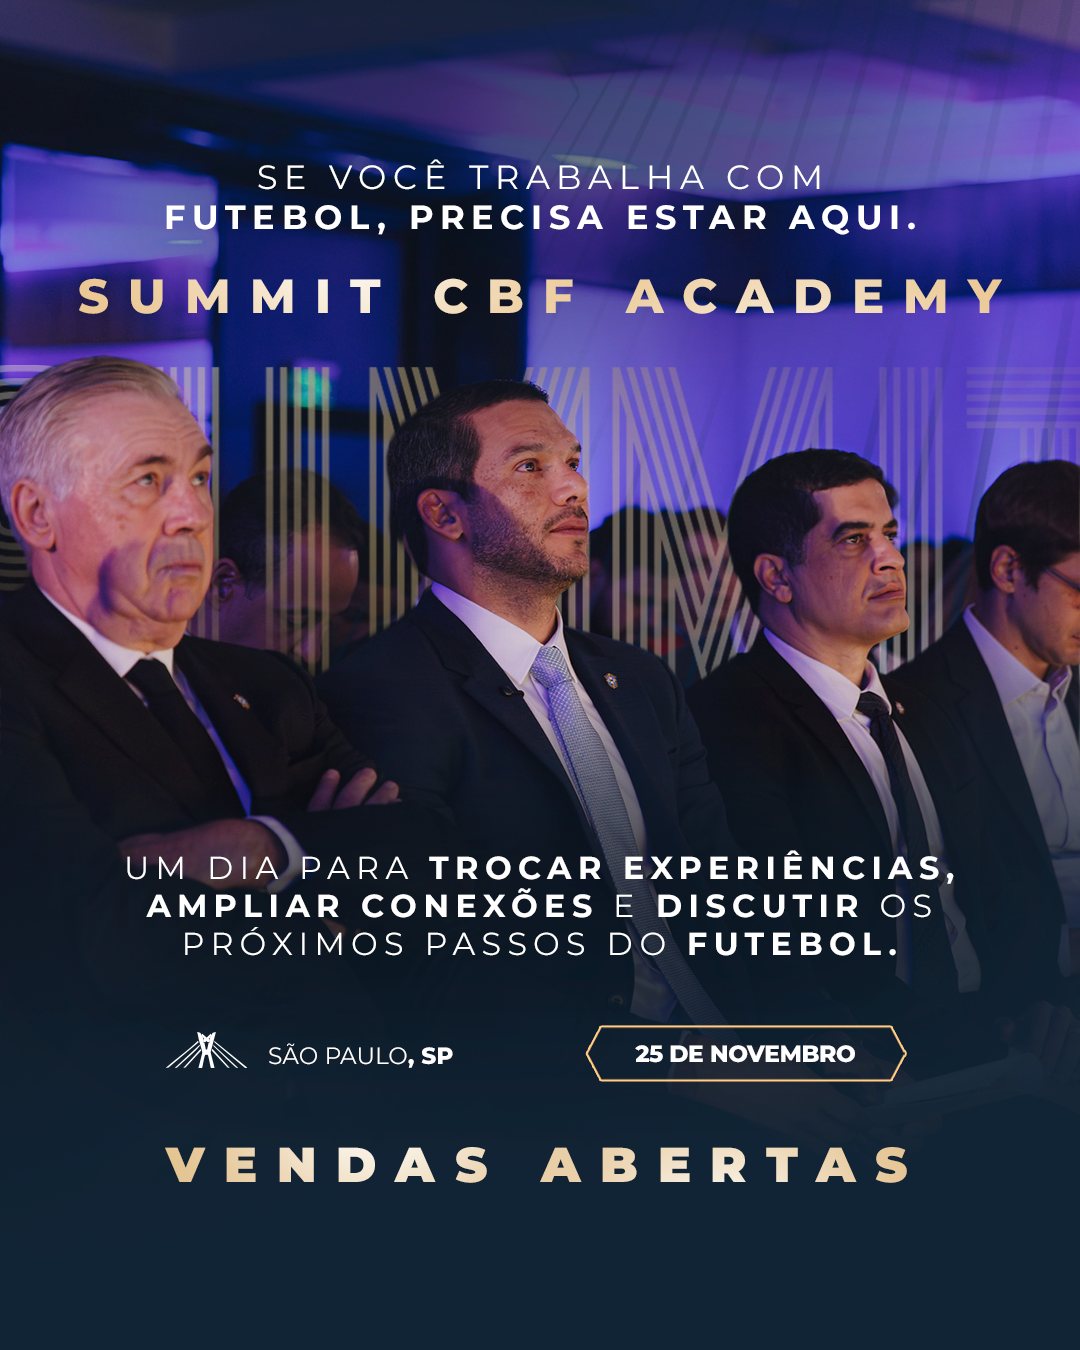 SE VOCÊ TRABALHA COM
FUTEBOL, PRECISA ESTAR AQUI.
SUMMIT CBF ACADEMY
SUMMIT
UM DIA PARA TROCAR EXPERIÊNCIAS,
AMPLIAR CONEXÕES E DISCUTIR OS
PRÓXIMOS PASSOS DO FUTEBOL.
SÃO PAULO, SP
25 DE NOVEMBRO
VENDAS ABERTAS